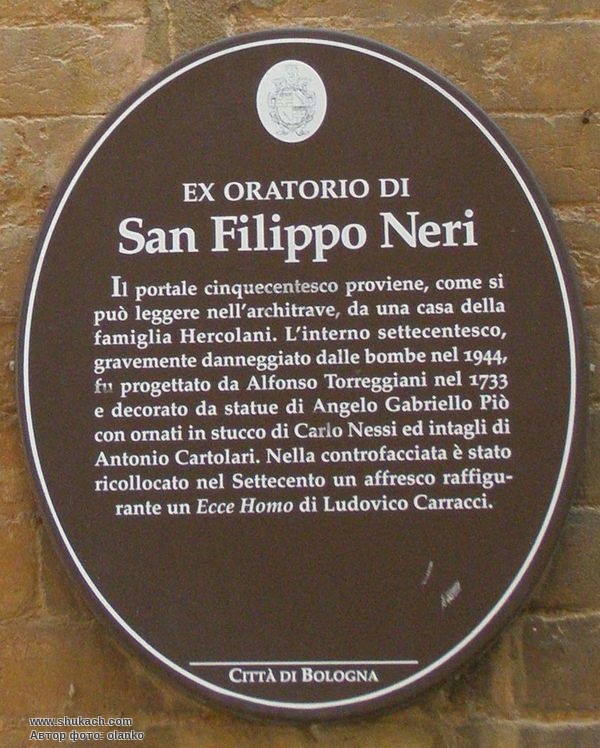 EX ORATORIO DI
San Filippo Neri
Il portale cinquecentesco proviene, come si
può leggere nell'architrave, da una casa della
famiglia Hercolani. L'interno settecentesco,
gravemente danneggiato dalle bombe nel 1944,
fu progettato da Alfonso Torreggiani nel 1733
e decorato da statue di Angelo Gabriello Piò
con ornati in stucco di Carlo Nessi ed intagli di
Antonio Cartolari. Nella controfacciata è stato
ricollocato nel Settecento un affresco raffigu-
rante un Ecce Homo di Ludovico Carracci.
CITTÀ DI BOLOGNA
www.shukach.com
Автор фото: olanko